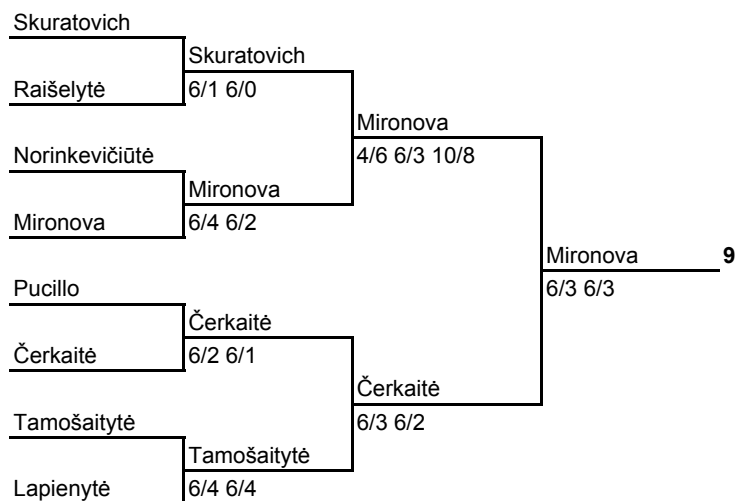 Skuratovich
Skuratovich
Raišelytė
6/1 6/0
Mironova
Norinkevičiūtė
4/6 6/3 10/8
Mironova
Mironova
6/4 6/2
Mironova
9
Pucillo
6/3 6/3
Čerkaitė
Čerkaitė
6/2 6/1
Čerkaitė
Tamošaitytė
6/3 6/2
Tamošaitytė
Lapienytė
6/4 6/4